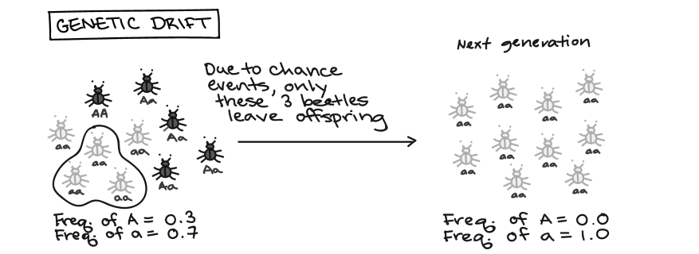 GENETIC DRIFT
Next generation
Due to chance
events, only
these 3 beetles
leave offspring
AA
Aa
aa
aa
Aa
aa
Aa
Aa
aa
aa
Freq. of A = 0.3
Freq. of a = 0.7
aa
aa
aa
aa
aa
aa
aa
aa
aa
aa
Freq. of A = 0.0
Freq. of a = 1.0